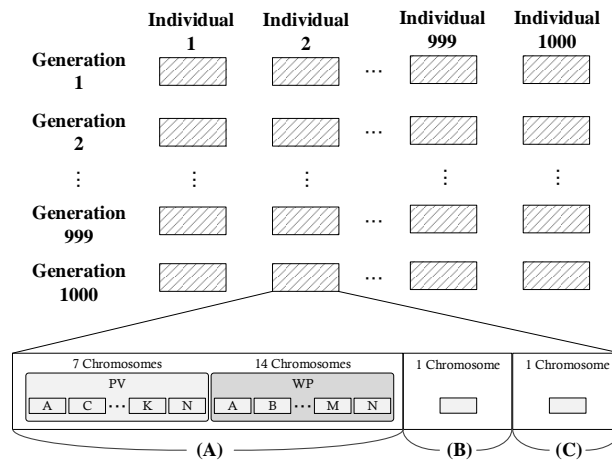 Individual 1 Individual 2 Individual 999 Individual 1000
Generation 1
...
Generation 2
⋮ ⋮ ⋮ ⋮ ⋮
Generation 999
...
Generation 1000
...
7 Chromosomes 14 Chromosomes 1 Chromosome 1 Chromosome
PV WP
A C ... K N A B ... M N
(A) (B) (C)